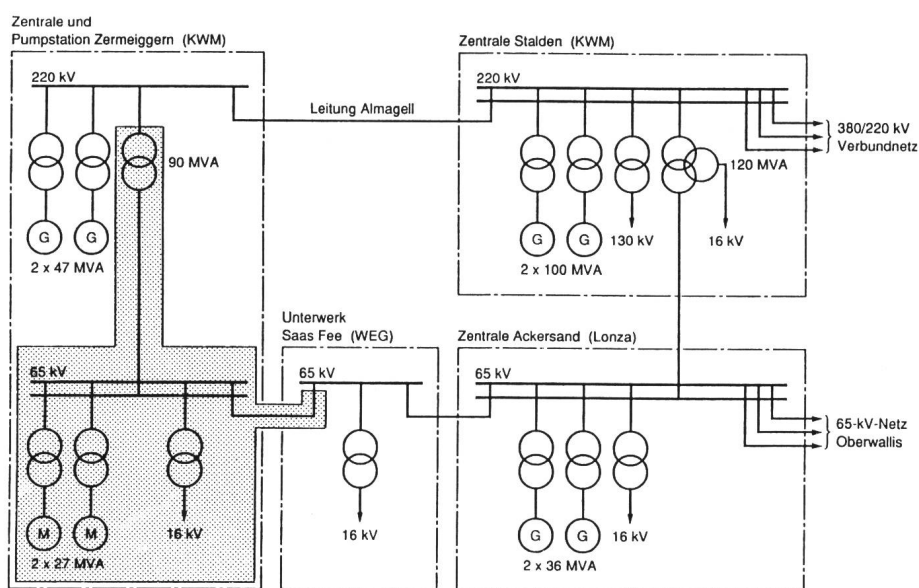 Zentrale und
Pumpstation Zermeiggern (KWM)
220 kV
90 MVA
G
G
2 x 47 MVA
Leitung Almagell
Zentrale Stalden (KWM)
220 kV
380/220 kV
Verbundnetz
120 MVA
G
G
130 kV
16 kV
2 x 100 MVA
65 kV
M
M
16 kV
2 x 27 MVA
Unterwerk
Saas Fee (WEG)
65 kV
16 kV
Zentrale Ackersand (Lonza)
65 kV
65-kV-Netz
Oberwallis
G
G
16 kV
2 x 36 MVA